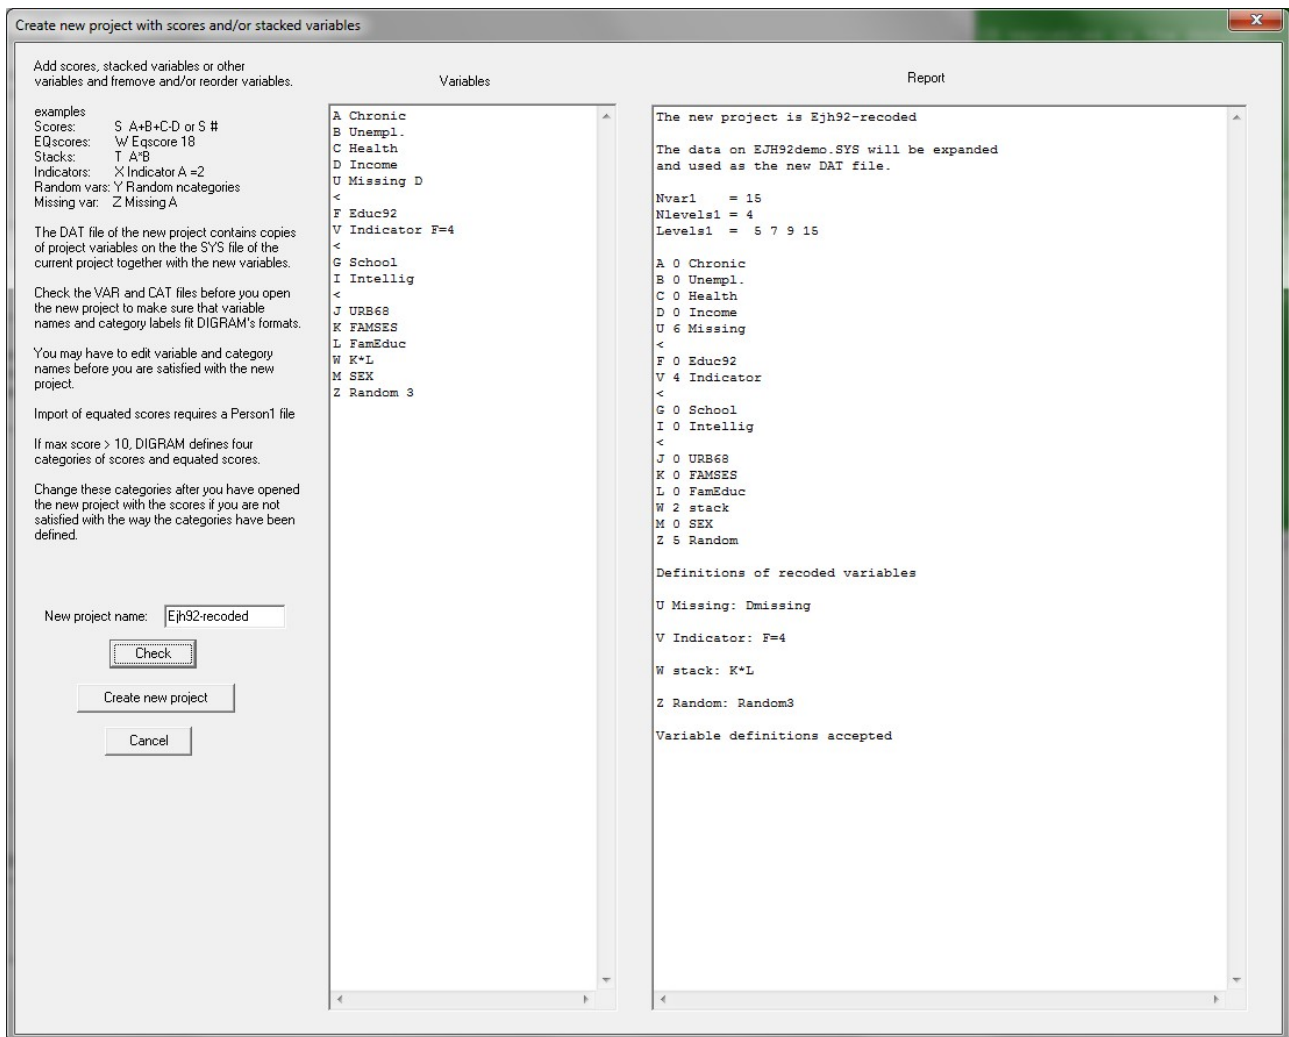 Create new project with scores and/or stacked variables
Add scores, stacked variables or other
variables and fremove and/or reorder variables.
examples
Scores: S A+B+C-D or S #
EQscores: W Eqscore 18
Stacks: T A*B
Indicators: X Indicator A =2
Random vars: Y Random ncategories
Missing var: Z Missing A
The DAT file of the new project contains copies
of project variables on the the SYS file of the
current project together with the new variables.
Check the VAR and CAT files before you open
the new project to make sure that variable
names and category labels fit DIGRAM's formats.
You may have to edit variable and category
names before you are satisfied with the new
project.
Import of equated scores requires a Person1 file
If max score > 10, DIGRAM defines four
categories of scores and equated scores.
Change these categories after you have opened
the new project with the scores if you are not
satisfied with the way the categories have been
defined.
New project name: Ejh92-recoded
Check
Create new project
Cancel
Variables
A Chronic
B Unempl.
C Health
D Income
U Missing D
<
F Educ92
V Indicator F=4
<
G School
I Intellig
<
J URB68
K FAMSES
L FamEduc
W K*L
M SEX
Z Random 3
Report
The new project is Ejh92-recoded
The data on EJH92demo.SYS will be expanded
and used as the new DAT file.
Nvar1 = 15
Nlevels1 = 4
Levels1 = 5 7 9 15
A 0 Chronic
B 0 Unempl.
C 0 Health
D 0 Income
U 6 Missing
<
F 0 Educ92
V 4 Indicator
<
G 0 School
I 0 Intellig
<
J 0 URB68
K 0 FAMSES
L 0 FamEduc
W 2 stack
M 0 SEX
Z 5 Random
Definitions of recoded variables
U Missing: Dmissing
V Indicator: F=4
W stack: K*L
Z Random: Random3
Variable definitions accepted